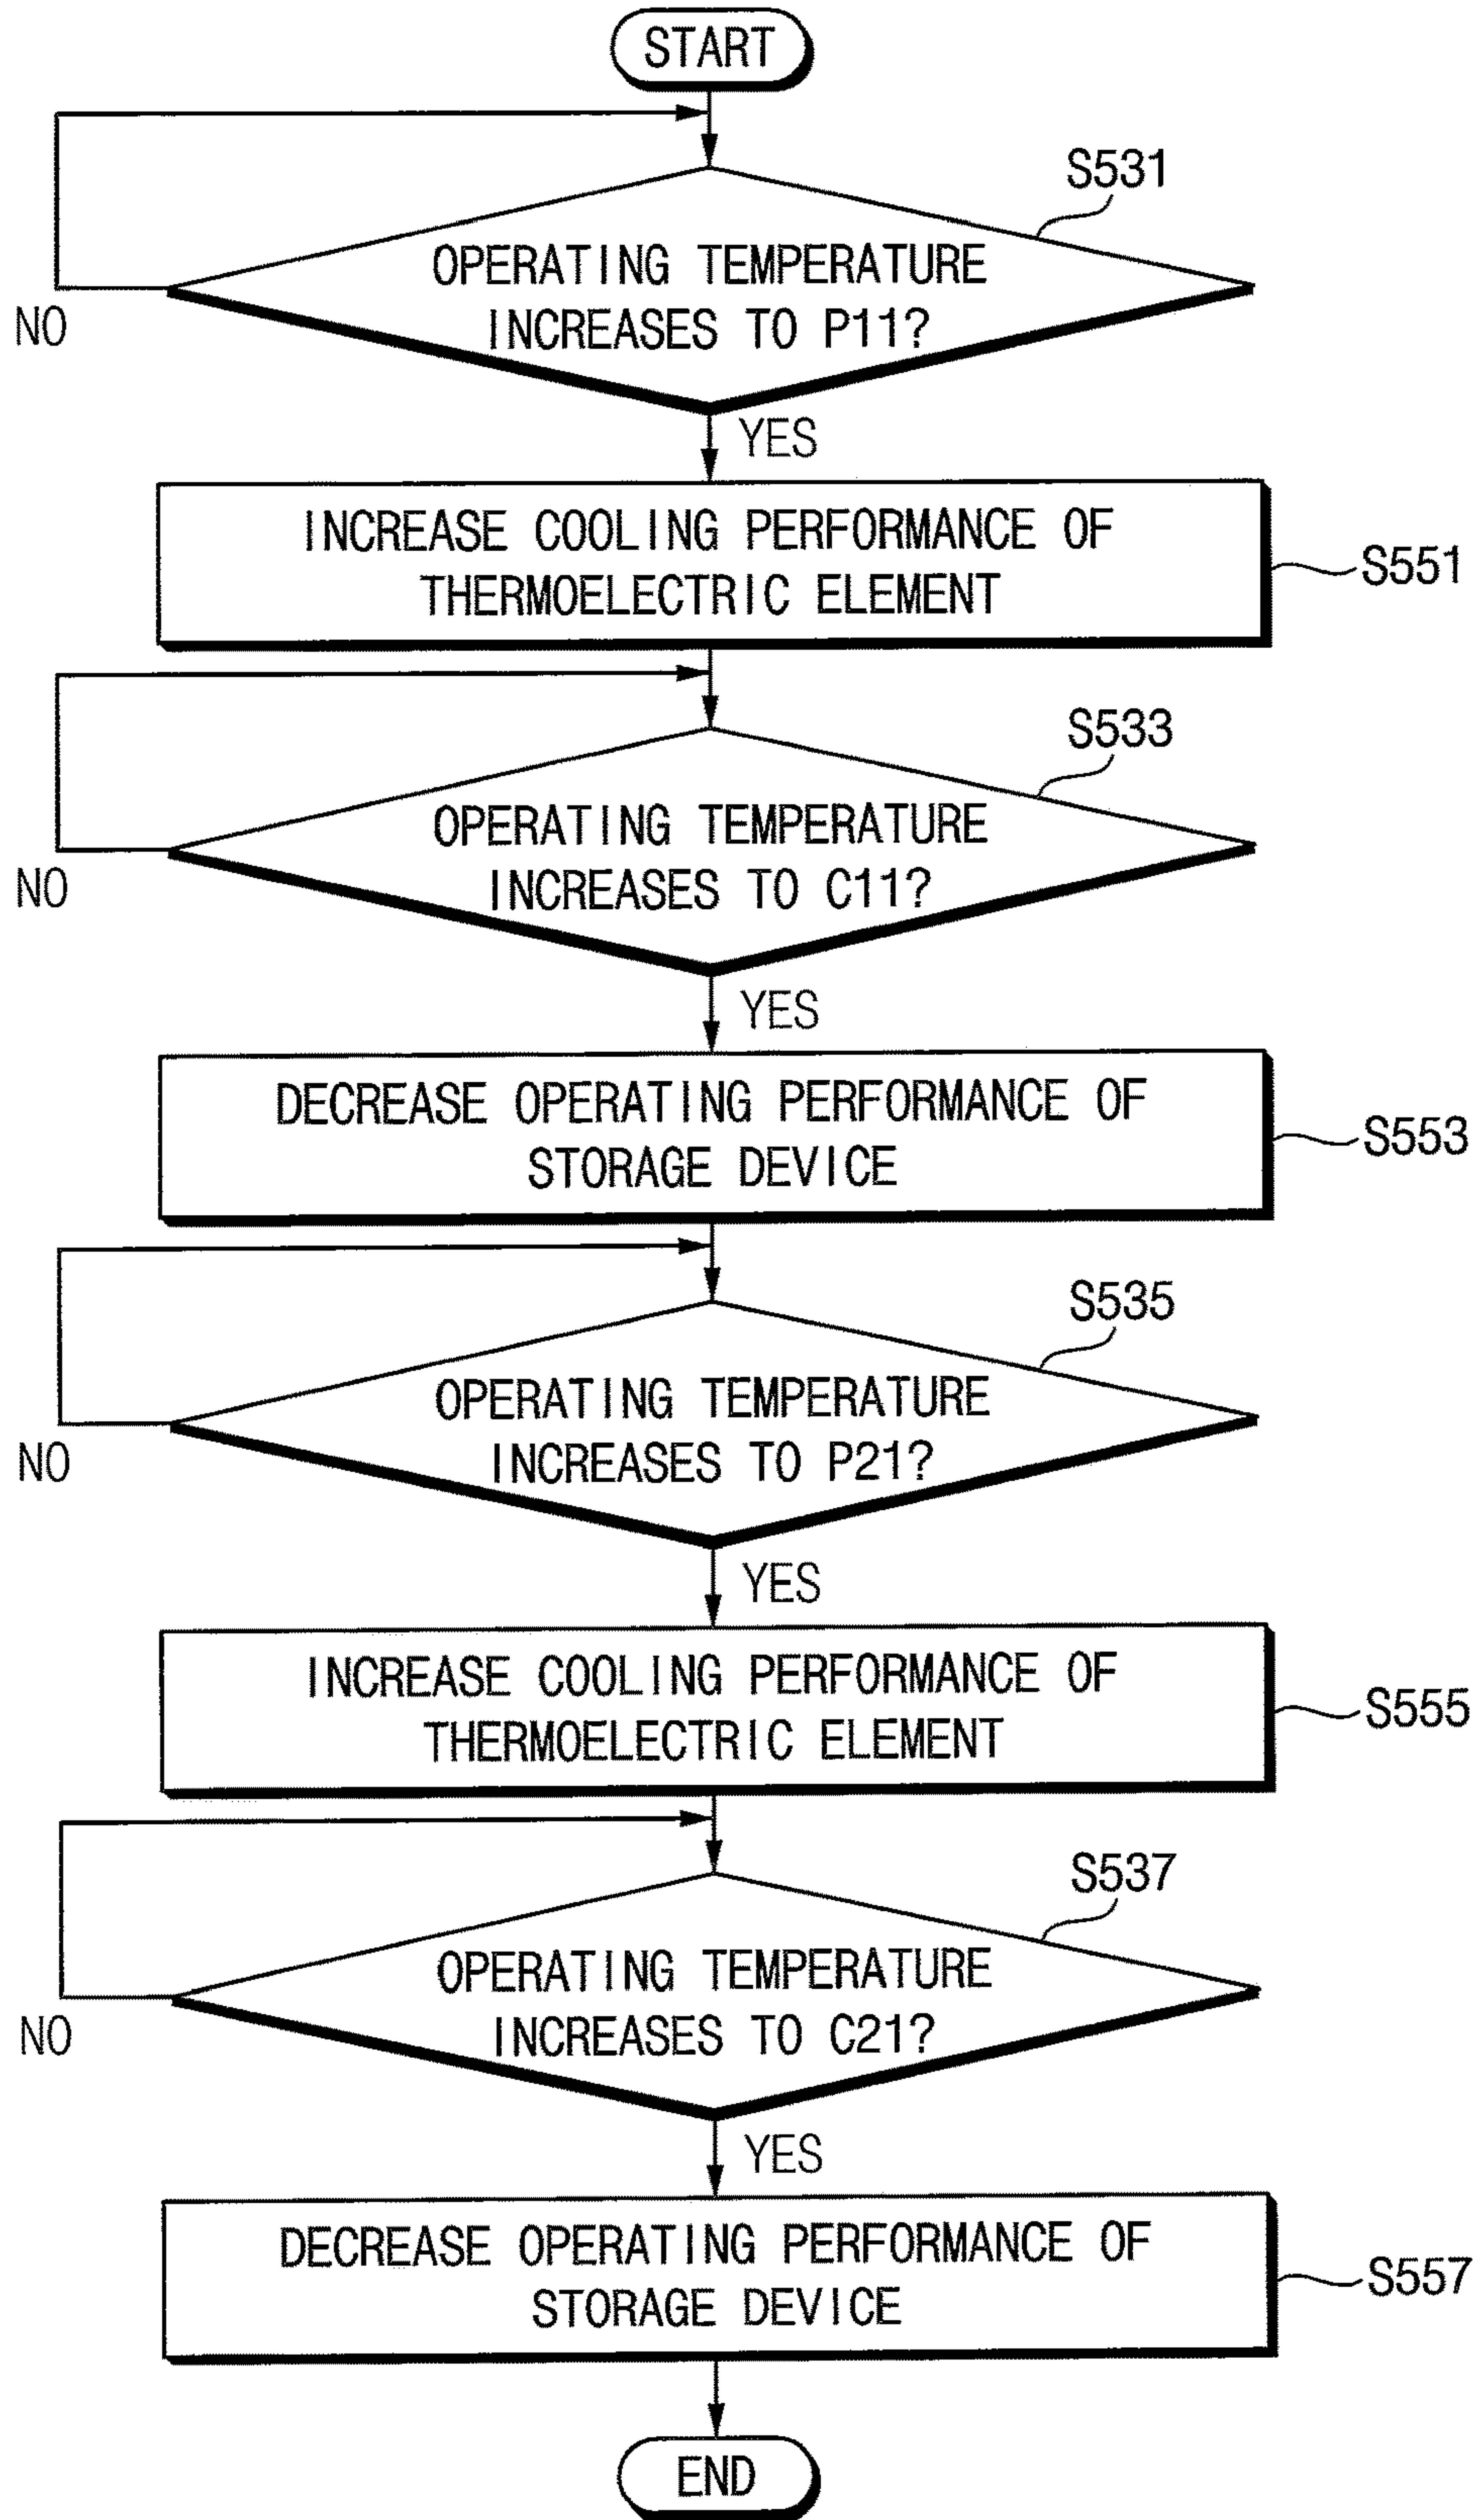 START
S531
OPERATING TEMPERATURE
INCREASES TO P11?
NO
YES
INCREASE COOLING PERFORMANCE OF
THERMOELECTRIC ELEMENT
S551
S533
OPERATING TEMPERATURE
INCREASES TO C11?
NO
YES
DECREASE OPERATING PERFORMANCE OF
STORAGE DEVICE
S553
S535
OPERATING TEMPERATURE
INCREASES TO P21?
NO
YES
INCREASE COOLING PERFORMANCE OF
THERMOELECTRIC ELEMENT
S555
S537
OPERATING TEMPERATURE
INCREASES TO C21?
NO
YES
DECREASE OPERATING PERFORMANCE OF
STORAGE DEVICE
S557
END